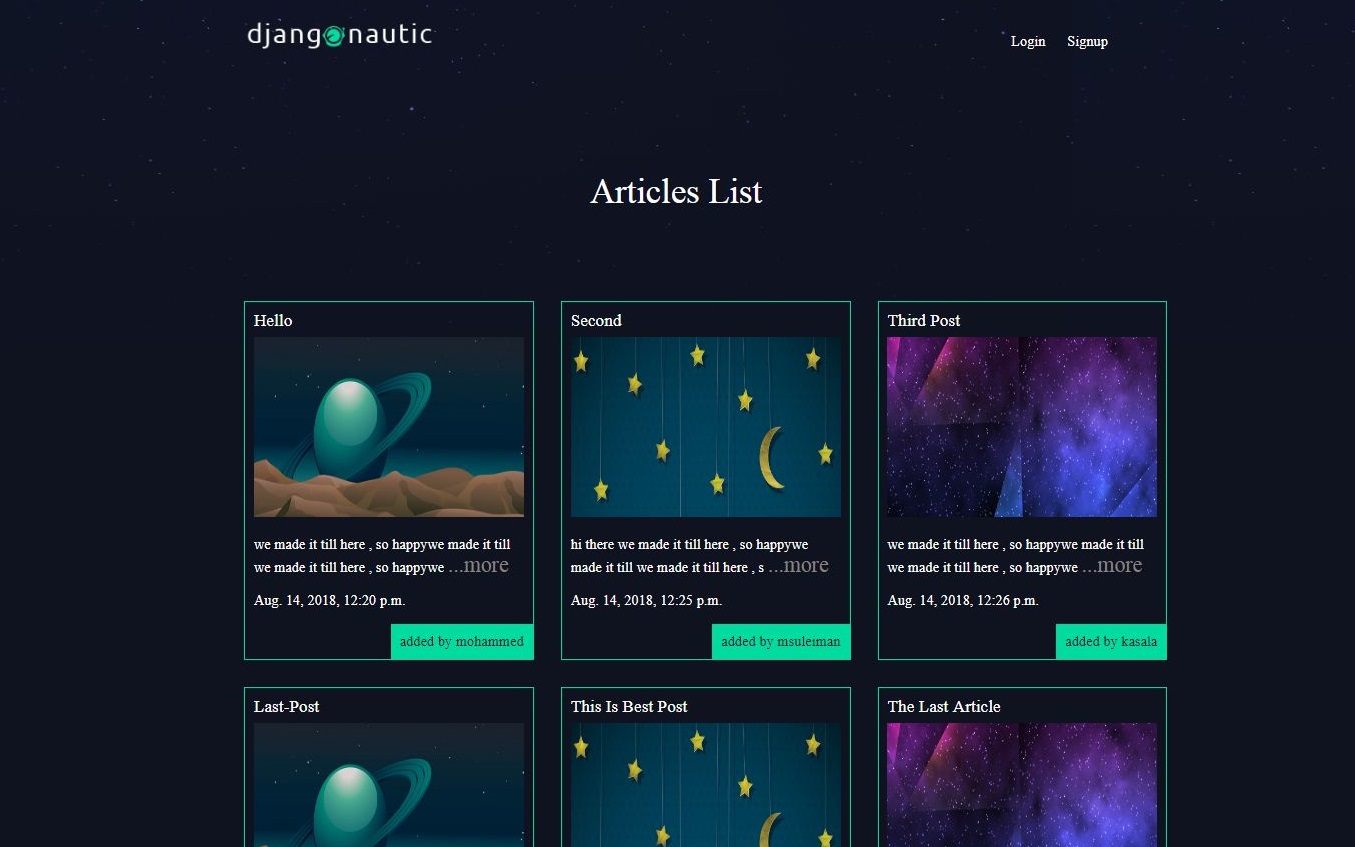 djangonautic
Login Signup
Articles List
Hello
we made it till here , so happywe made it till
we made it till here , so happywe ...more
Aug. 14, 2018, 12:20 p.m.
added by mohammed
Second
hi there we made it till here , so happywe
made it till we made it till here , s ...more
Aug. 14, 2018, 12:25 p.m.
added by msuleiman
Third Post
we made it till here , so happywe made it till
we made it till here , so happywe ...more
Aug. 14, 2018, 12:26 p.m.
added by kasala
Last-Post
This Is Best Post
The Last Article